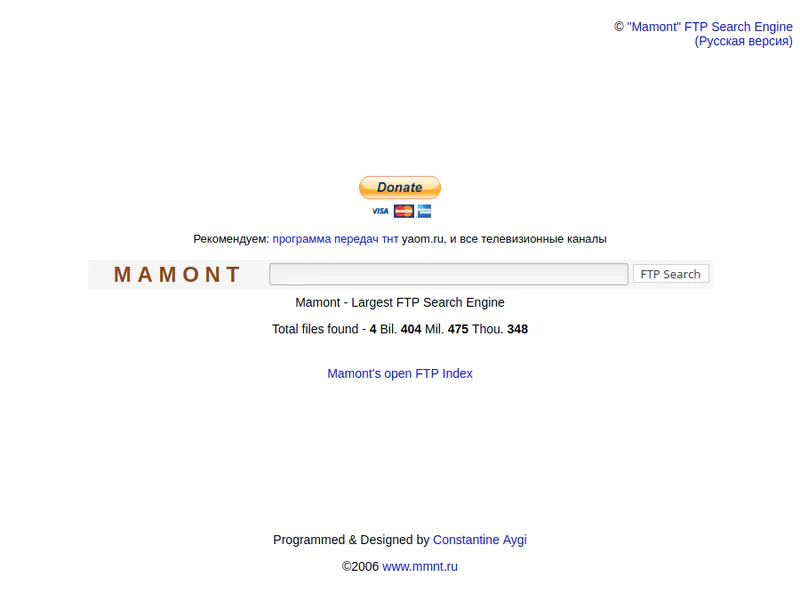 © "Mamont" FTP Search Engine
(Русская версия)
Donate
VISA
Рекомендуем: программа передач тнт yaom.ru, и все телевизионные каналы
MAMONT
FTP Search
Mamont - Largest FTP Search Engine
Total files found - 4 Bil. 404 Mil. 475 Thou. 348
Mamont's open FTP Index
Programmed & Designed by Constantine Aygi
©2006 www.mmnt.ru